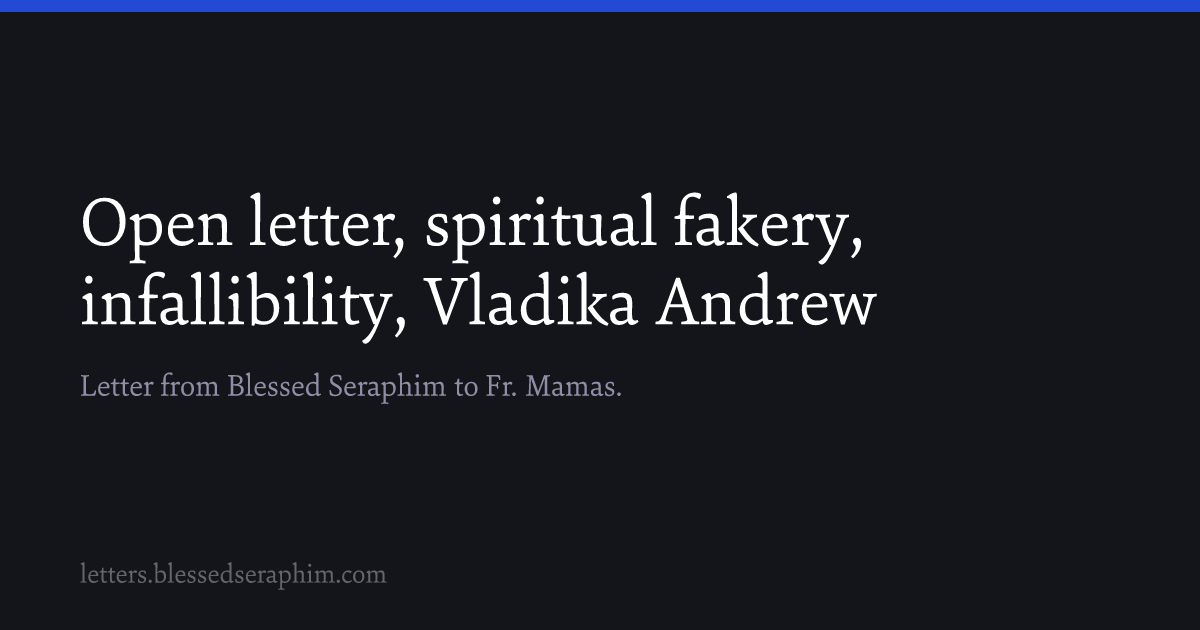 Open letter, spiritual fakery,
infallibility, Vladika Andrew
Letter from Blessed Seraphim to Fr. Mamas.
letters.blessedseraphim.com